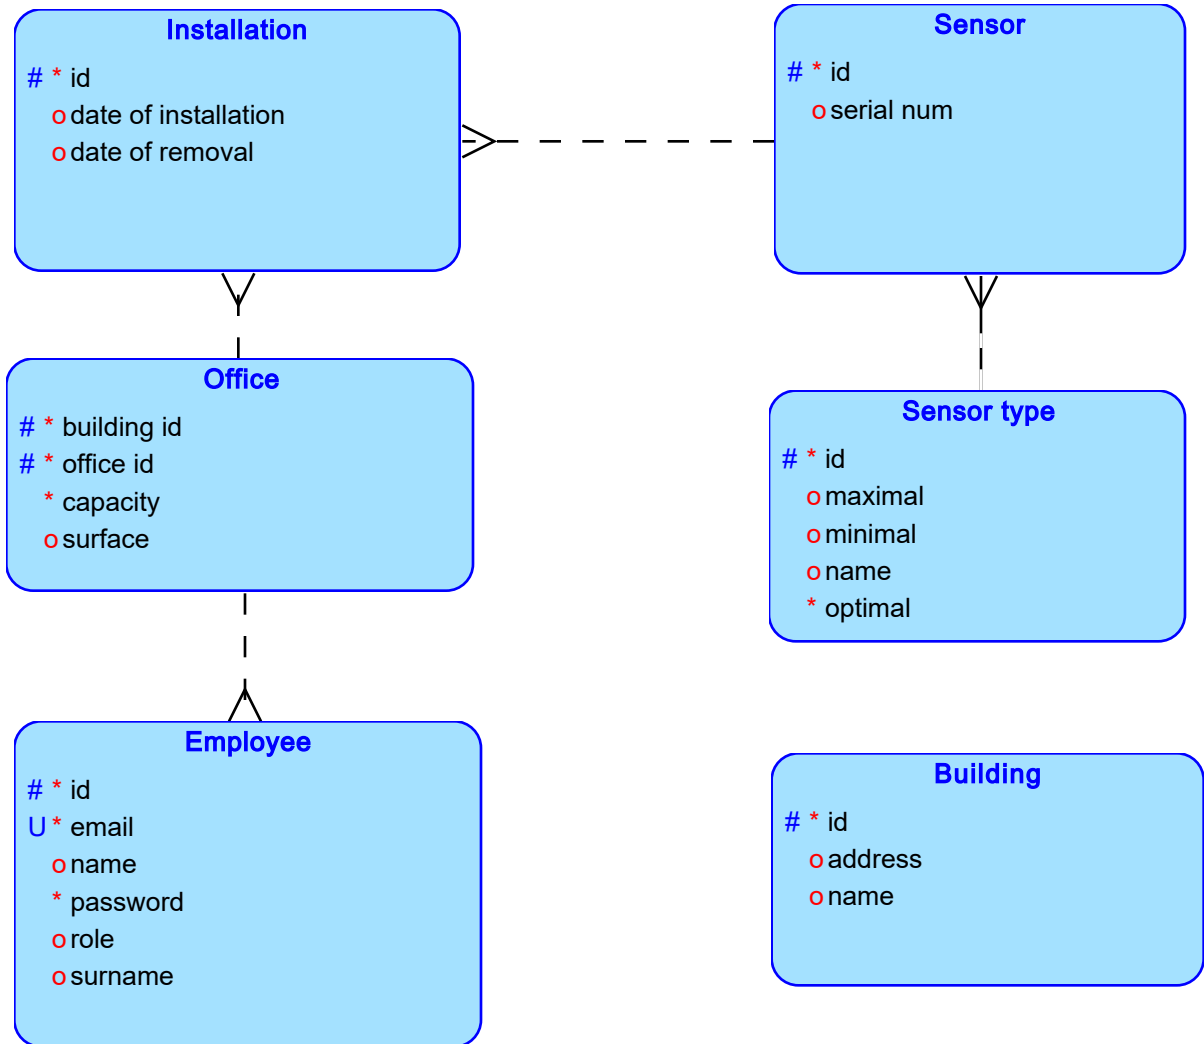 Installation
# * id
o date of installation
o date of removal
Sensor
# * id
o serial num
Office
# * building id
# * office id
* capacity
o surface
Sensor type
# * id
o maximal
o minimal
o name
* optimal
Employee
# * id
U * email
o name
* password
o role
o surname
Building
# * id
o address
o name